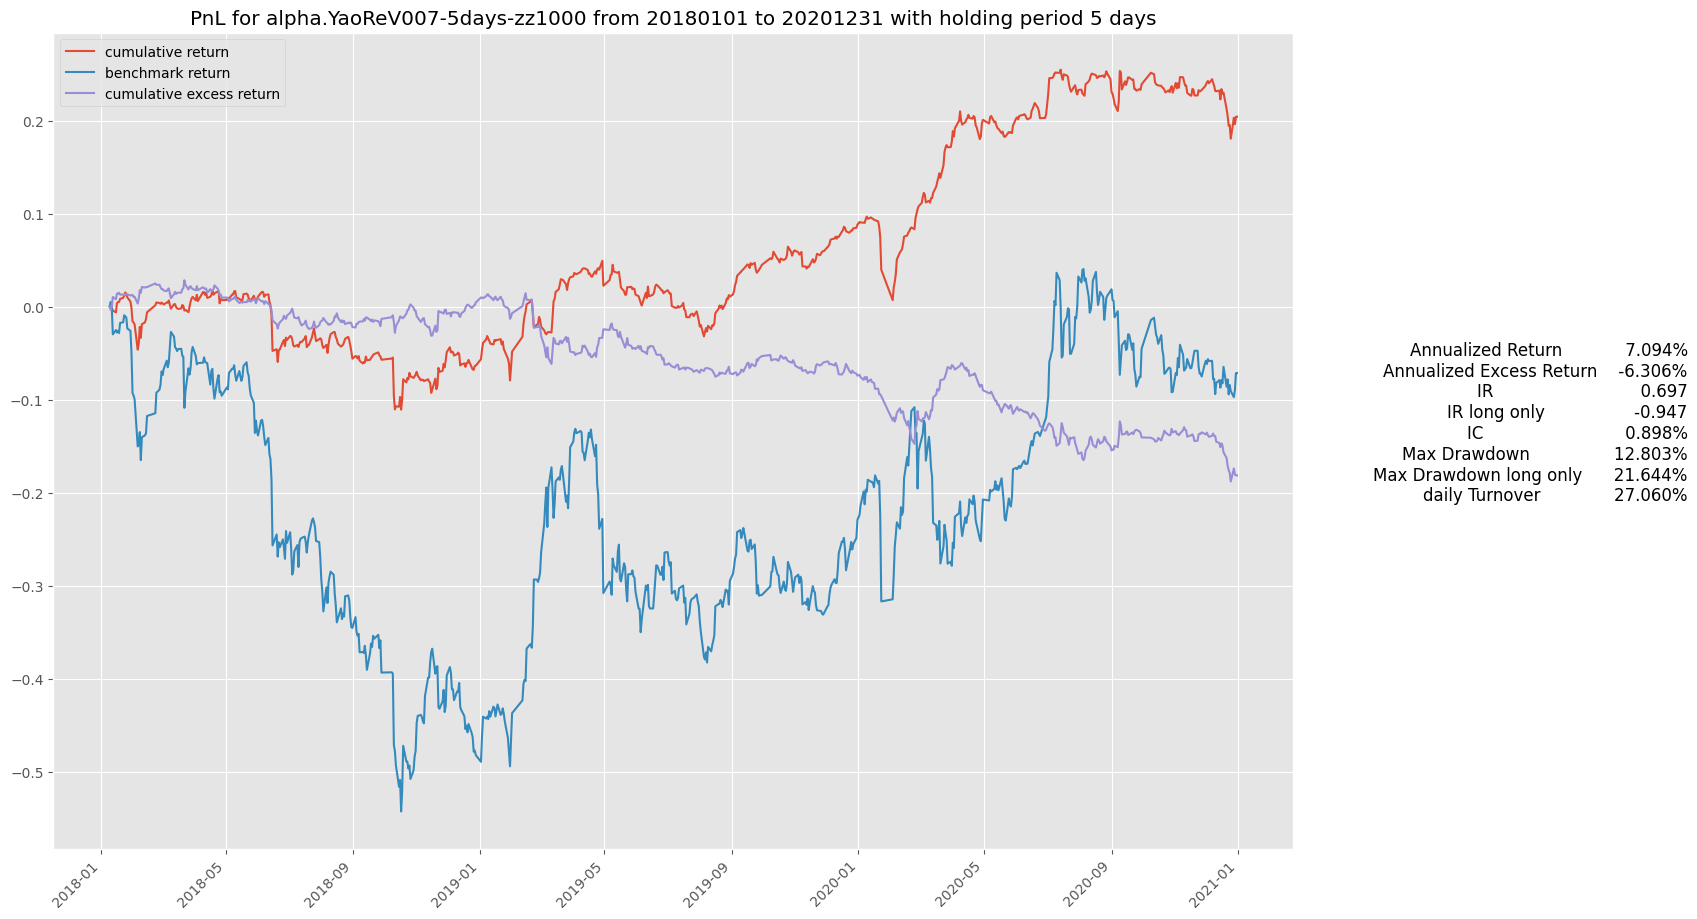 PnL for alpha.YaoReV007-5days-zz1000 from 20180101 to 20201231 with holding period 5 days
cumulative return
benchmark return
cumulative excess return
0.2
0.1
0.0
−0.1
−0.2
−0.3
−0.4
−0.5
2018-01
2018-05
2018-09
2019-01
2019-05
2019-09
2020-01
2020-05
2020-09
2021-01
Annualized Return 7.094%
Annualized Excess Return -6.306%
IR 0.697
IR long only -0.947
IC 0.898%
Max Drawdown 12.803%
Max Drawdown long only 21.644%
daily Turnover 27.060%